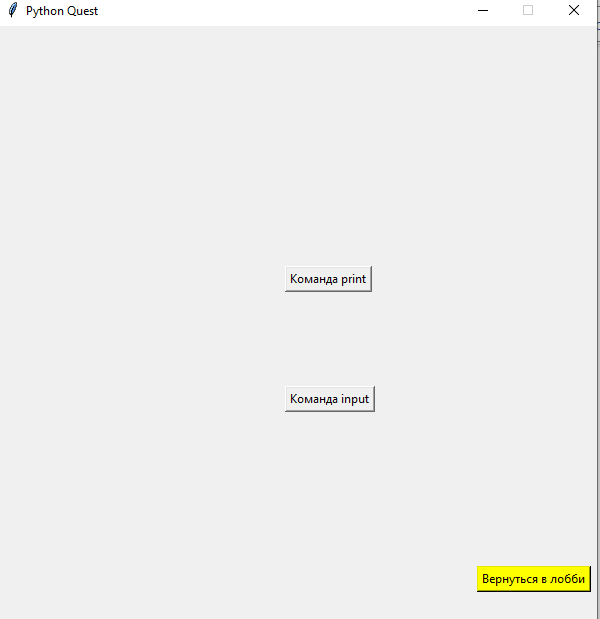 Python Quest
Команда print
Команда input
Вернуться в лобби